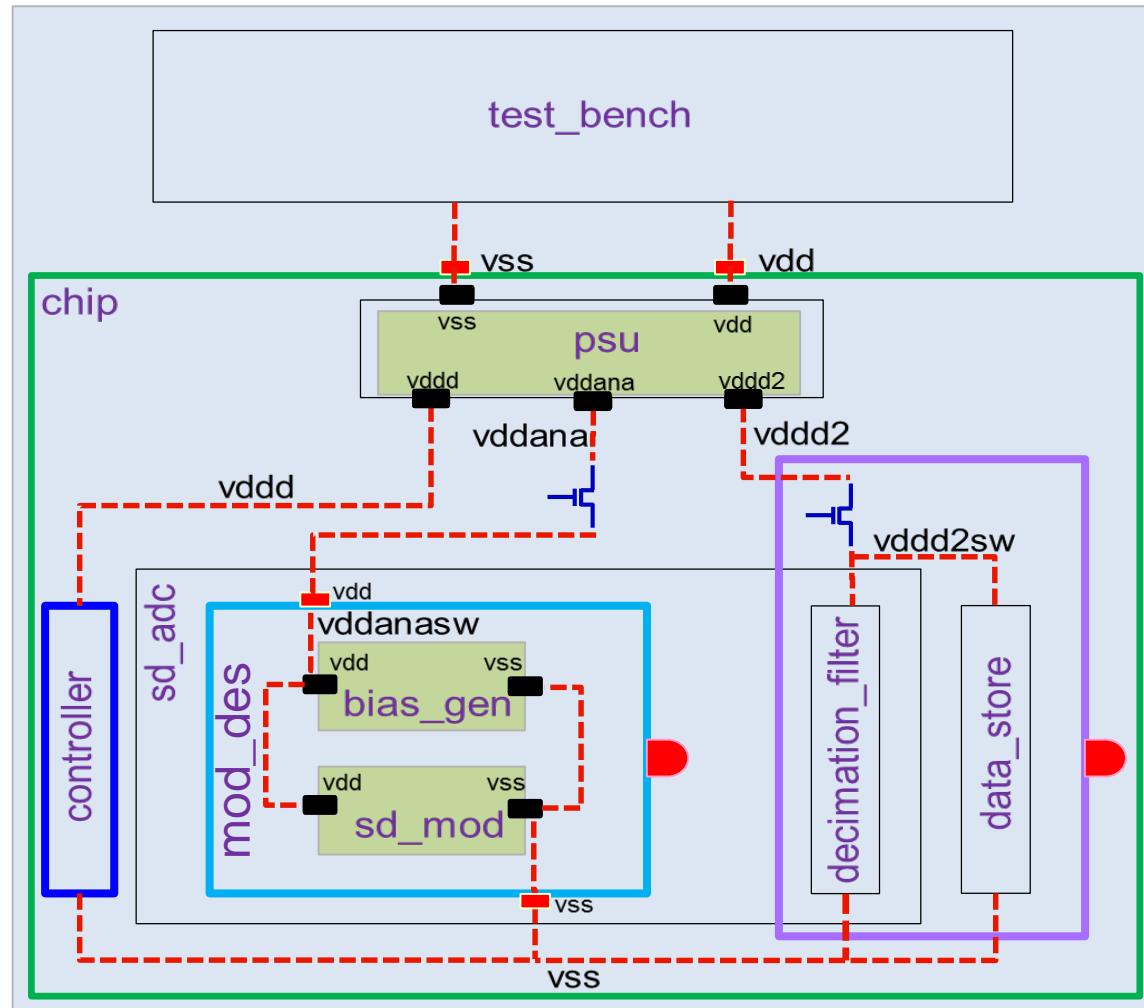 test_bench
vss
vdd
chip
vss
vdd
psu
vddd
vddana
vddd2
vddana
vddd2
vddd
vddd2sw
sd_adc
vdd
vddanasw
mod_des
vdd
vss
bias_gen
controller
decimation_filter
data_store
vdd
vss
sd_mod
vss
vss